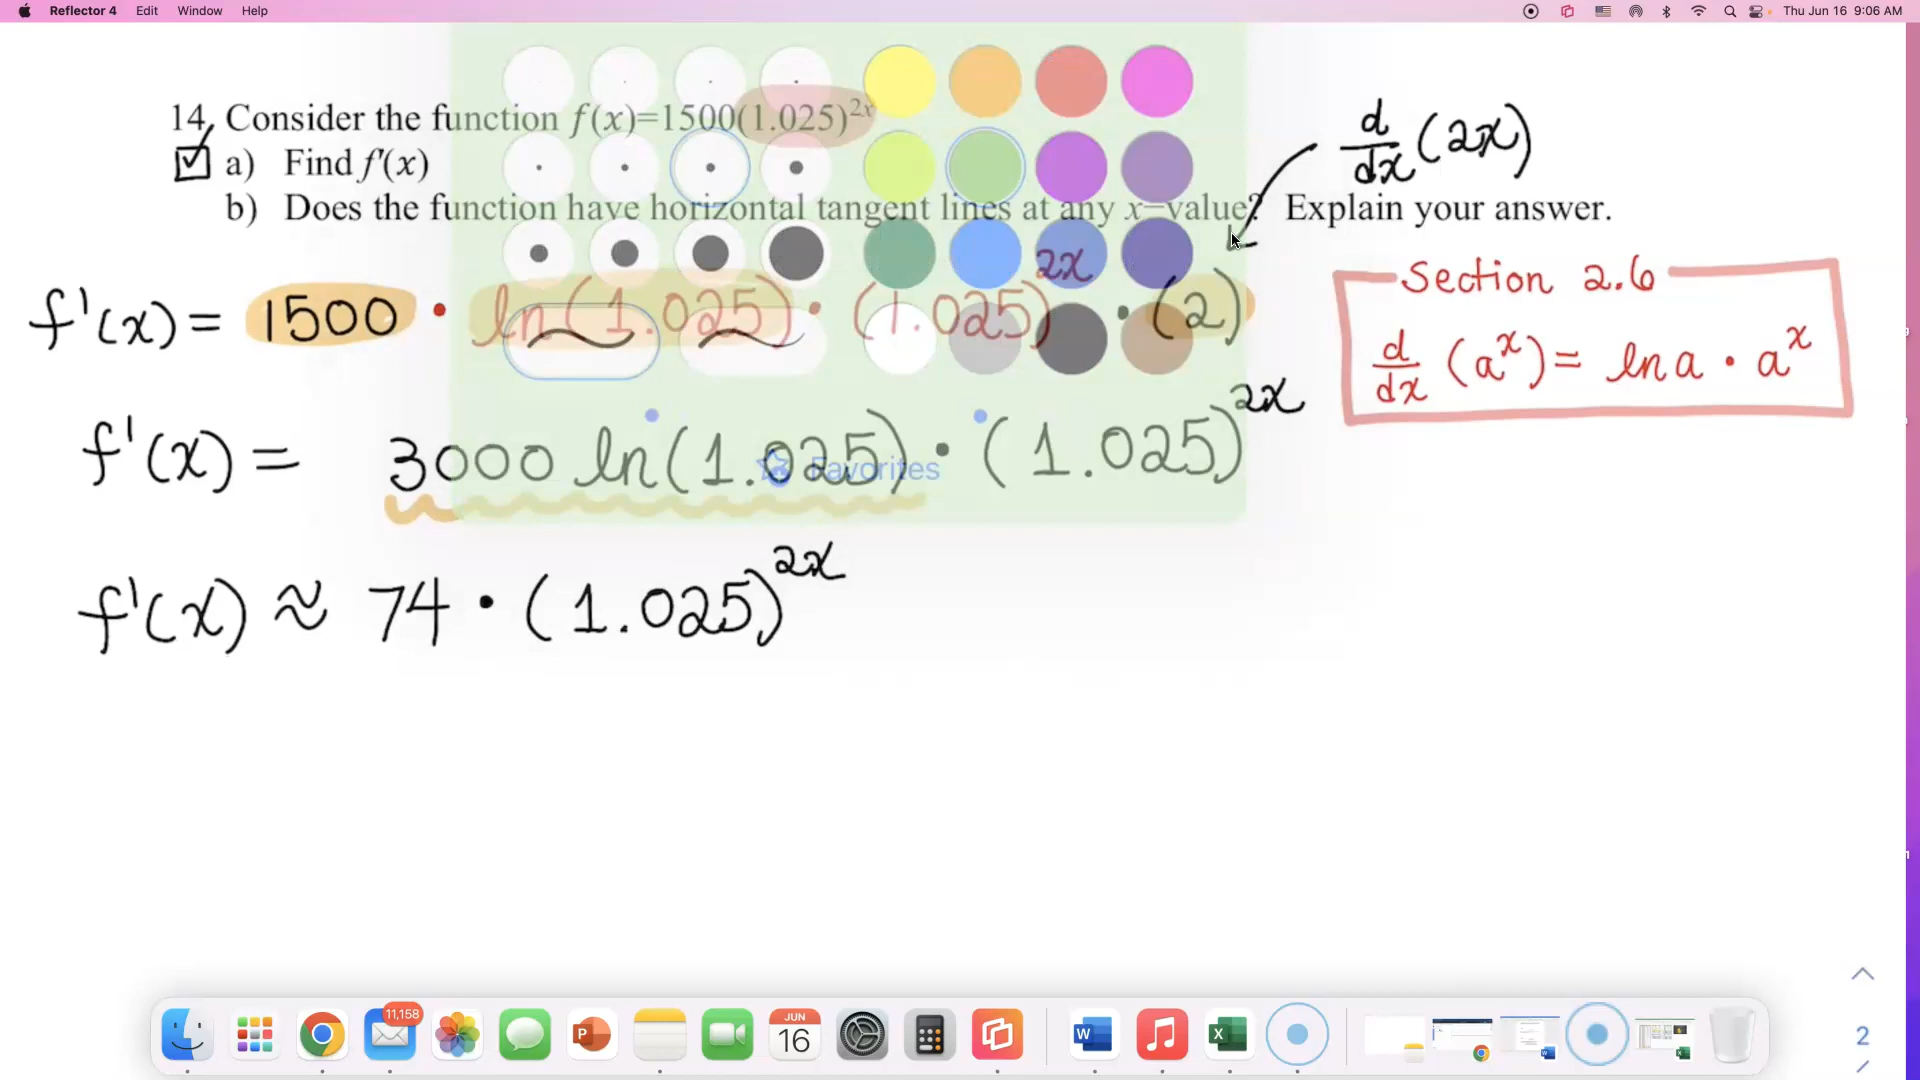 Reflector 4 Edit Window Help Thu Jun 16 9:06 AM
14. Consider the function f(x)=1500(1.025)^{2x}
a) Find f'(x)
b) Does the function have horizontal tangent lines at any x-value? Explain your answer.
d/dx (2x)
f'(x) = 1500 · ln(1.025) · (1.025)^{2x} · (2)
Section 2.6
d/dx (a^x) = ln a · a^x
f'(x) = 3000 ln(1.025) · (1.025)^{2x}
Favorites
f'(x) ≈ 74 · (1.025)^{2x}
11,158
P
JUN
16
W
X
2